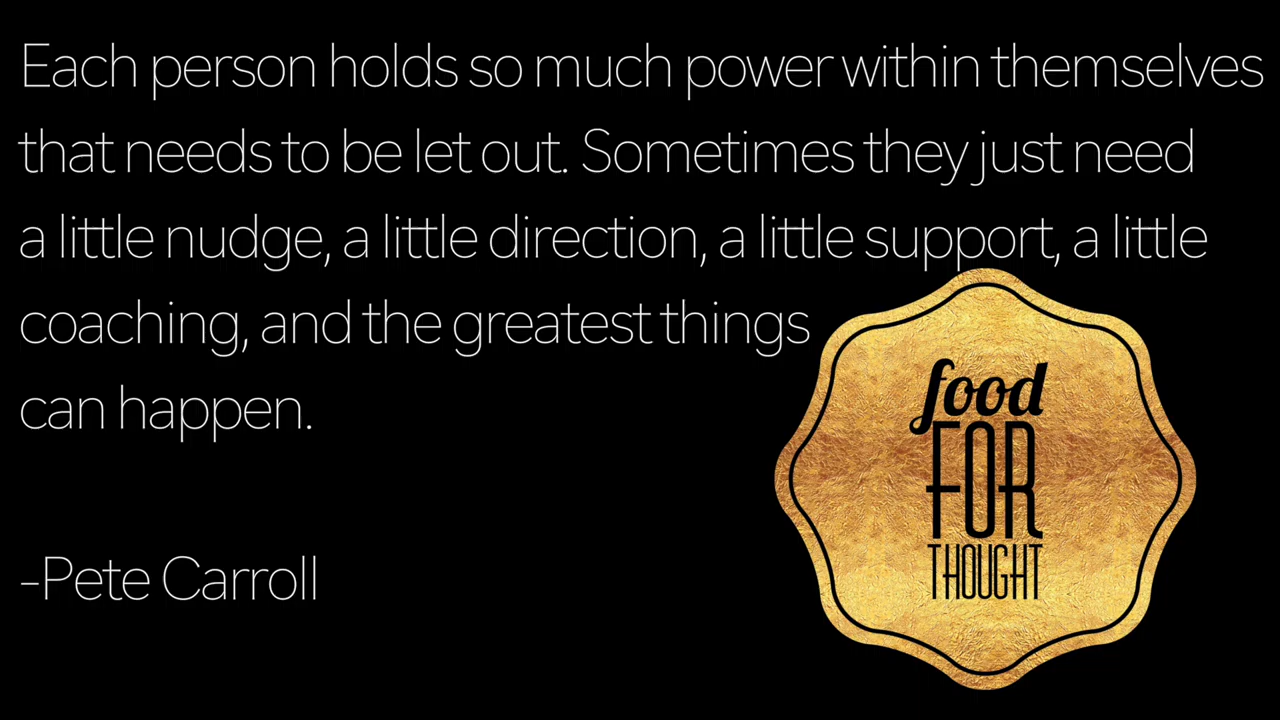 Each person holds so much power within themselves
that needs to be let out. Sometimes they just need
a little nudge, a little direction, a little support, a little
coaching, and the greatest things
can happen.
-Pete Carroll
food
FOR
THOUGHT